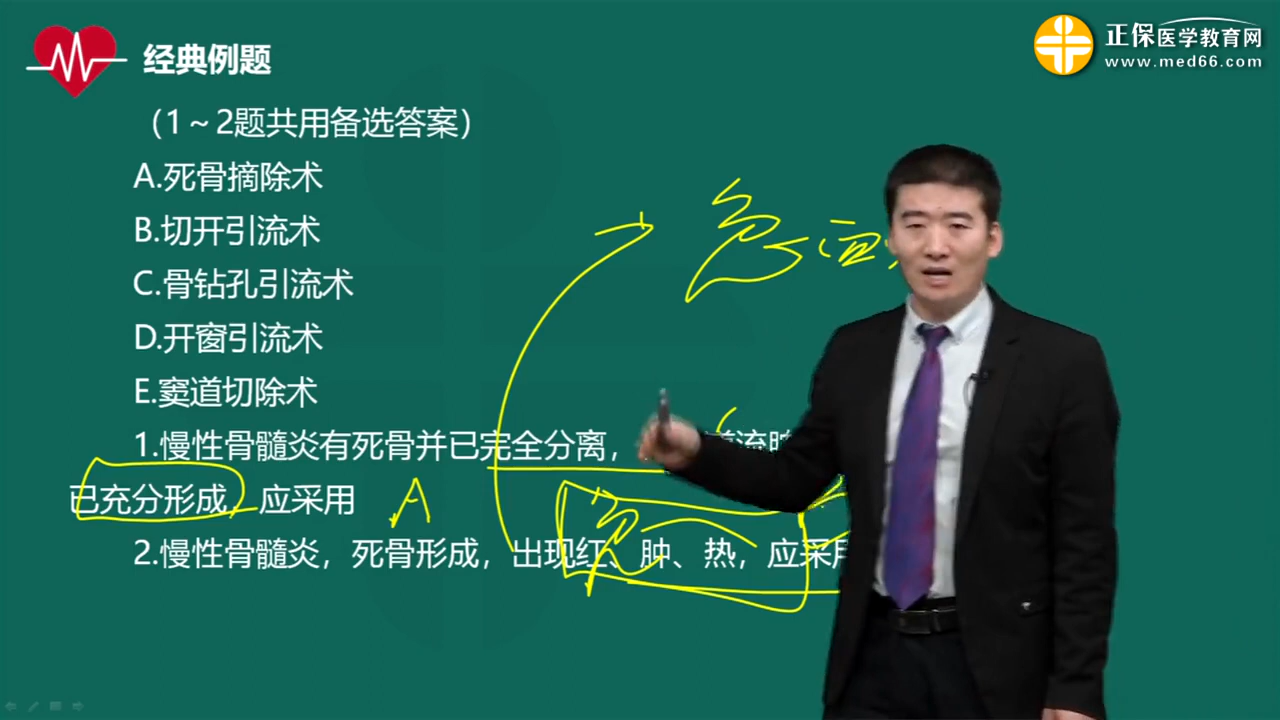 经典例题
正保医学教育网
www.med66.com
（1～2题共用备选答案）
A.死骨摘除术
B.切开引流术
C.骨钻孔引流术
D.开窗引流术
E.窦道切除术
急
1.慢性骨髓炎有死骨并已完全分离，
已充分形成，应采用 A
急
2.慢性骨髓炎，死骨形成，出现红、肿、热，应采用